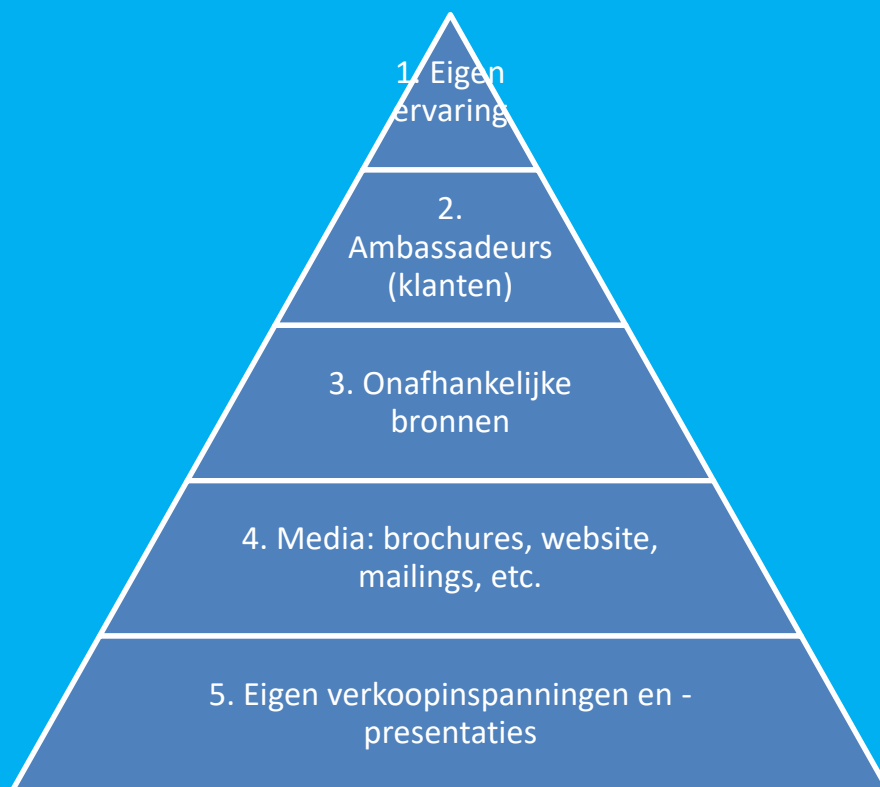 1. Eigen
ervaring
2.
Ambassadeurs
(klanten)
3. Onafhankelijke
bronnen
4. Media: brochures, website,
mailings, etc.
5. Eigen verkoopinspanningen en -
presentaties